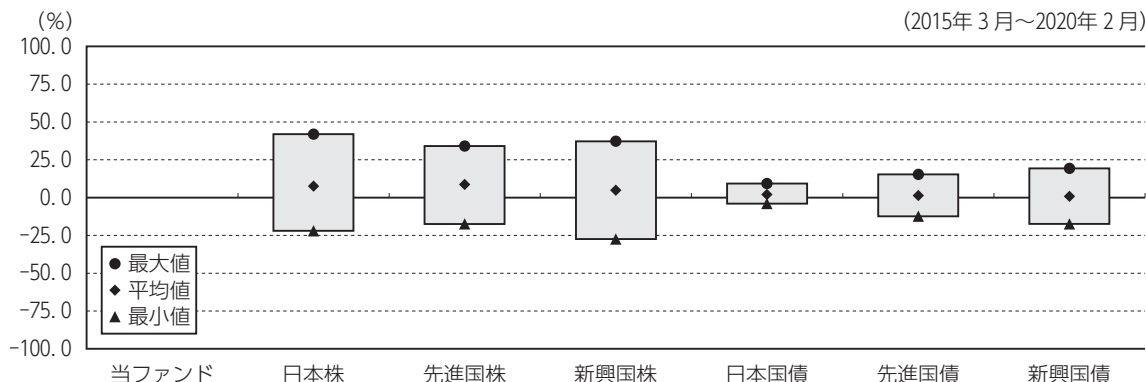 (%)
(2015年3月~2020年2月)
100.0
75.0
50.0
25.0
0.0
-25.0
-50.0
-75.0
-100.0
● 最大値
◆ 平均値
▲ 最小値
当ファンド 日本株 先進国株 新興国株 日本国債 先進国債 新興国債